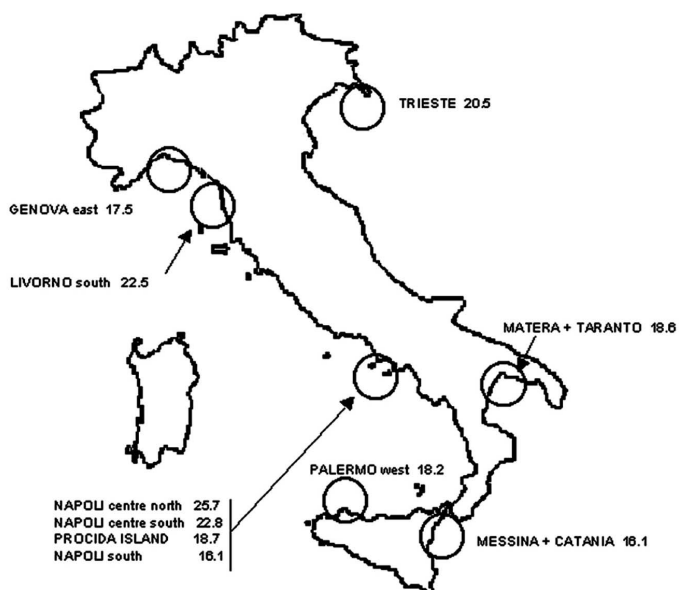 TRIESTE 20.5
GENOVA east 17.5
LIVORNO south 22.5
MATERA + TARANTO 18.6
PALERMO west 18.2
NAPOLI centre north 25.7
NAPOLI centre south 22.8
PROCIDA ISLAND 18.7
NAPOLI south 16.1
MESSINA + CATANIA 16.1